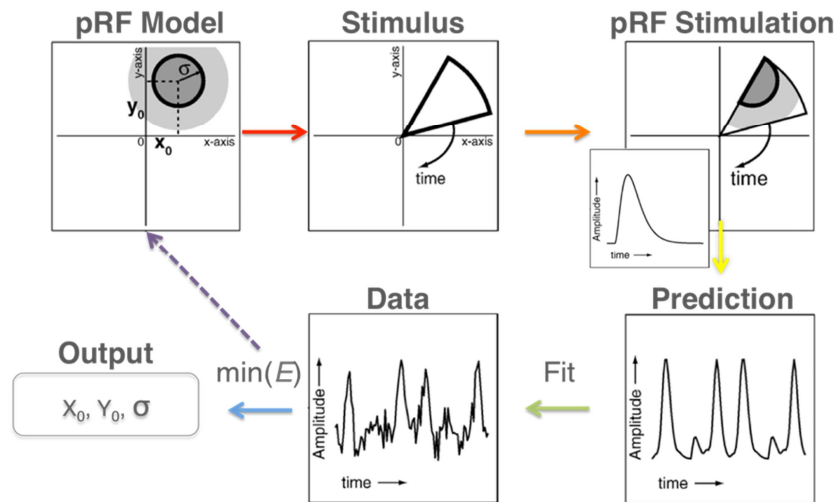 pRF Model
Stimulus
pRF Stimulation
y-axis
σ
y₀
0
x₀
x-axis
y-axis
0
x-axis
time
time
Amplitude
time
Data
Prediction
Output
X₀, Y₀, σ
min(E)
Amplitude
time
Fit
Amplitude
time